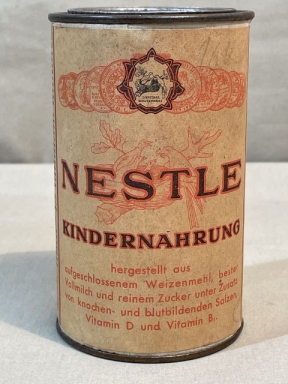 NESTLE
KINDERNAHRUNG
hergestellt aus
aufgeschlossenem Weizenmehl, bester
Vollmilch und reinem Zucker unter Zusatz
von knochen- und blutbildenden Salzen,
Vitamin D und Vitamin B₁.